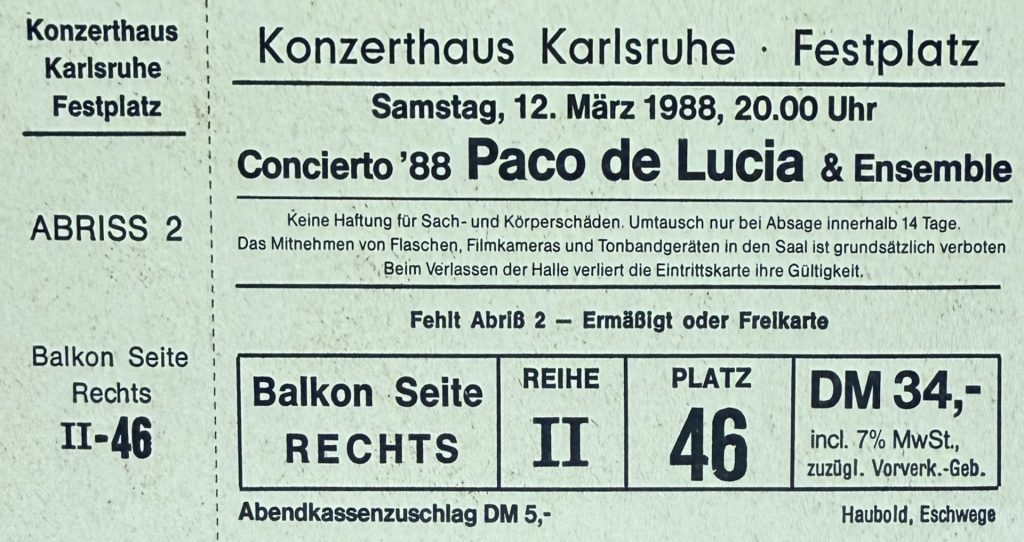 Konzerthaus
Karlsruhe
Festplatz
ABRISS 2
Balkon Seite
Rechts
II-46
Konzerthaus Karlsruhe · Festplatz
Samstag, 12. März 1988, 20.00 Uhr
Concierto '88 Paco de Lucia & Ensemble
Keine Haftung für Sach- und Körperschäden. Umtausch nur bei Absage innerhalb 14 Tage.
Das Mitnehmen von Flaschen, Filmkameras und Tonbandgeräten in den Saal ist grundsätzlich verboten
Beim Verlassen der Halle verliert die Eintrittskarte ihre Gültigkeit.
Fehlt Abriß 2 – Ermäßigt oder Freikarte
Balkon Seite
RECHTS
REIHE
II
PLATZ
46
DM 34,-
incl. 7% MwSt.,
zuzügl. Vorverk.-Geb.
Abendkassenzuschlag DM 5,-
Haubold, Eschwege